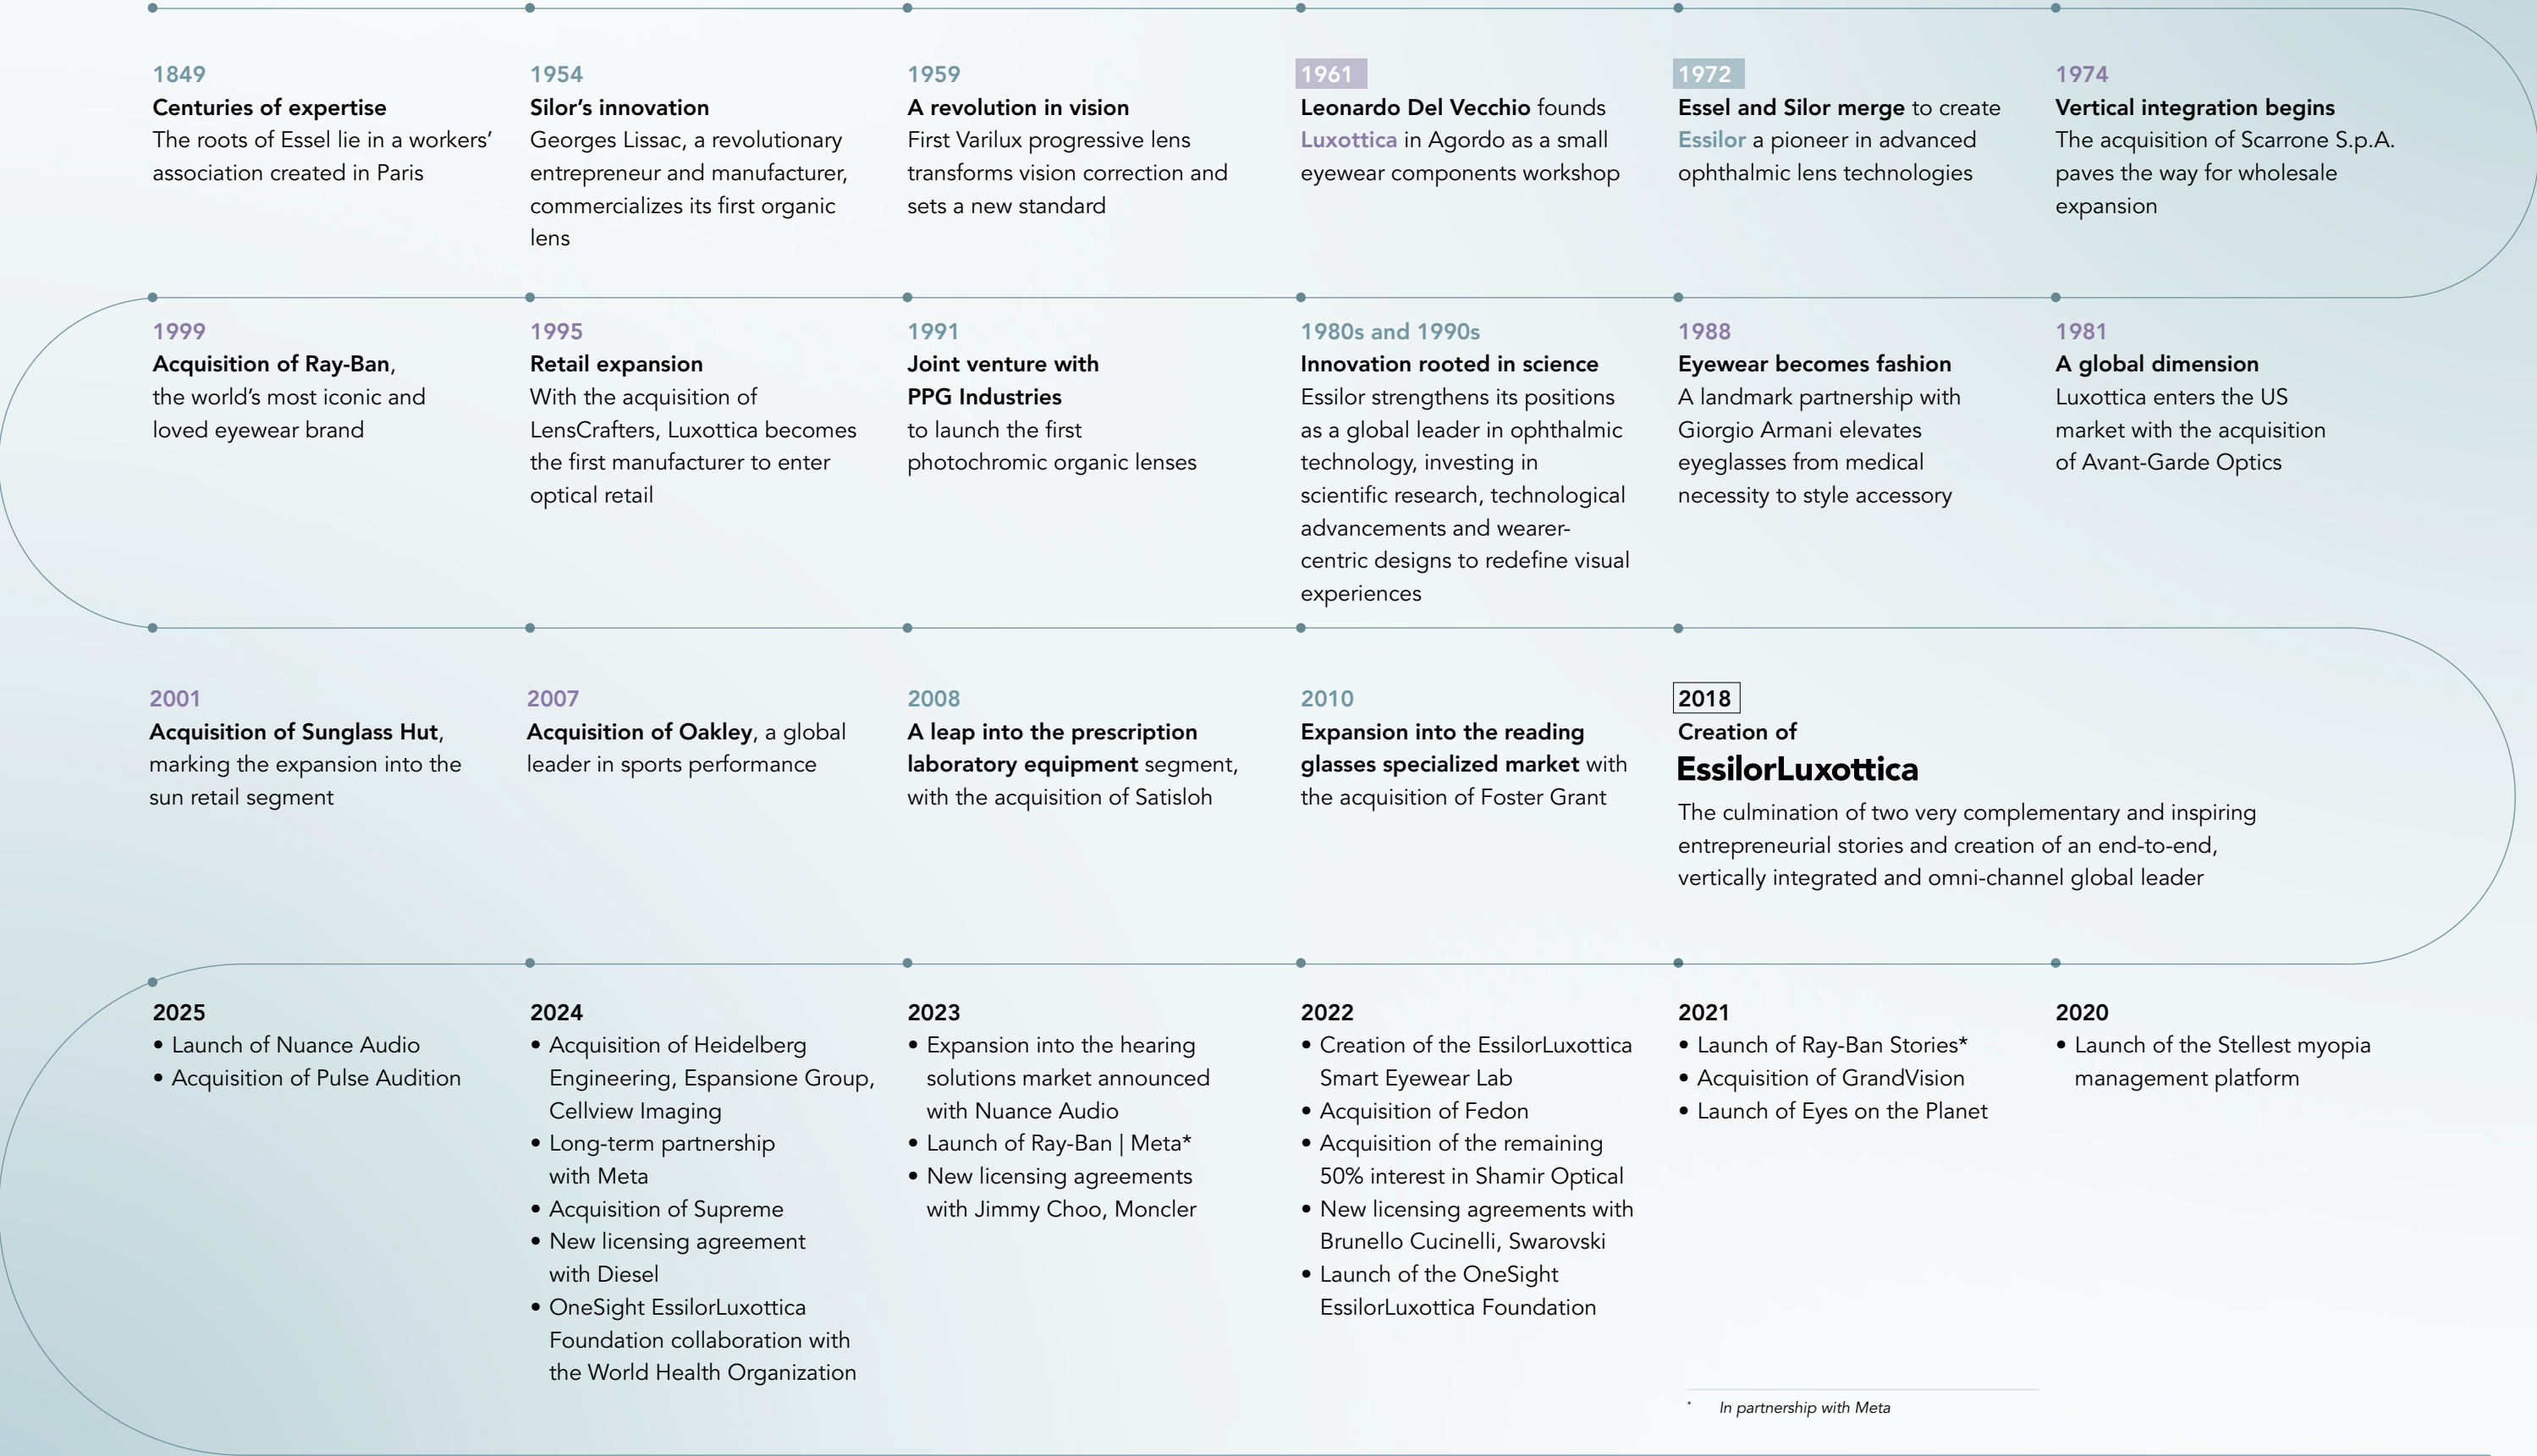 1849
Centuries of expertise
The roots of Essel lie in a workers’
association created in Paris
1954
Silor’s innovation
Georges Lissac, a revolutionary
entrepreneur and manufacturer,
commercializes its first organic
lens
1959
A revolution in vision
First Varilux progressive lens
transforms vision correction and
sets a new standard
1961
Leonardo Del Vecchio founds
Luxottica in Agordo as a small
eyewear components workshop
1972
Essel and Silor merge to create
Essilor a pioneer in advanced
ophthalmic lens technologies
1974
Vertical integration begins
The acquisition of Scarrone S.p.A.
paves the way for wholesale
expansion
1981
A global dimension
Luxottica enters the US
market with the acquisition
of Avant-Garde Optics
1988
Eyewear becomes fashion
A landmark partnership with
Giorgio Armani elevates
eyeglasses from medical
necessity to style accessory
1980s and 1990s
Innovation rooted in science
Essilor strengthens its positions
as a global leader in ophthalmic
technology, investing in
scientific research, technological
advancements and wearer-
centric designs to redefine visual
experiences
1991
Joint venture with
PPG Industries
to launch the first
photochromic organic lenses
1995
Retail expansion
With the acquisition of
LensCrafters, Luxottica becomes
the first manufacturer to enter
optical retail
1999
Acquisition of Ray-Ban,
the world’s most iconic and
loved eyewear brand
2001
Acquisition of Sunglass Hut,
marking the expansion into the
sun retail segment
2007
Acquisition of Oakley, a global
leader in sports performance
2008
A leap into the prescription
laboratory equipment segment,
with the acquisition of Satisloh
2010
Expansion into the reading
glasses specialized market with
the acquisition of Foster Grant
2018
Creation of
EssilorLuxottica
The culmination of two very complementary and inspiring
entrepreneurial stories and creation of an end-to-end,
vertically integrated and omni-channel global leader
2020
• Launch of the Stellest myopia
management platform
2021
• Launch of Ray-Ban Stories*
• Acquisition of GrandVision
• Launch of Eyes on the Planet
2022
• Creation of the EssilorLuxottica
Smart Eyewear Lab
• Acquisition of Fedon
• Acquisition of the remaining
50% interest in Shamir Optical
• New licensing agreements with
Brunello Cucinelli, Swarovski
• Launch of the OneSight
EssilorLuxottica Foundation
2023
• Expansion into the hearing
solutions market announced
with Nuance Audio
• Launch of Ray-Ban | Meta*
• New licensing agreements
with Jimmy Choo, Moncler
2024
• Acquisition of Heidelberg
Engineering, Espansione Group,
Cellview Imaging
• Long-term partnership
with Meta
• Acquisition of Supreme
• New licensing agreement
with Diesel
• OneSight EssilorLuxottica
Foundation collaboration with
the World Health Organization
2025
• Launch of Nuance Audio
• Acquisition of Pulse Audition
* In partnership with Meta